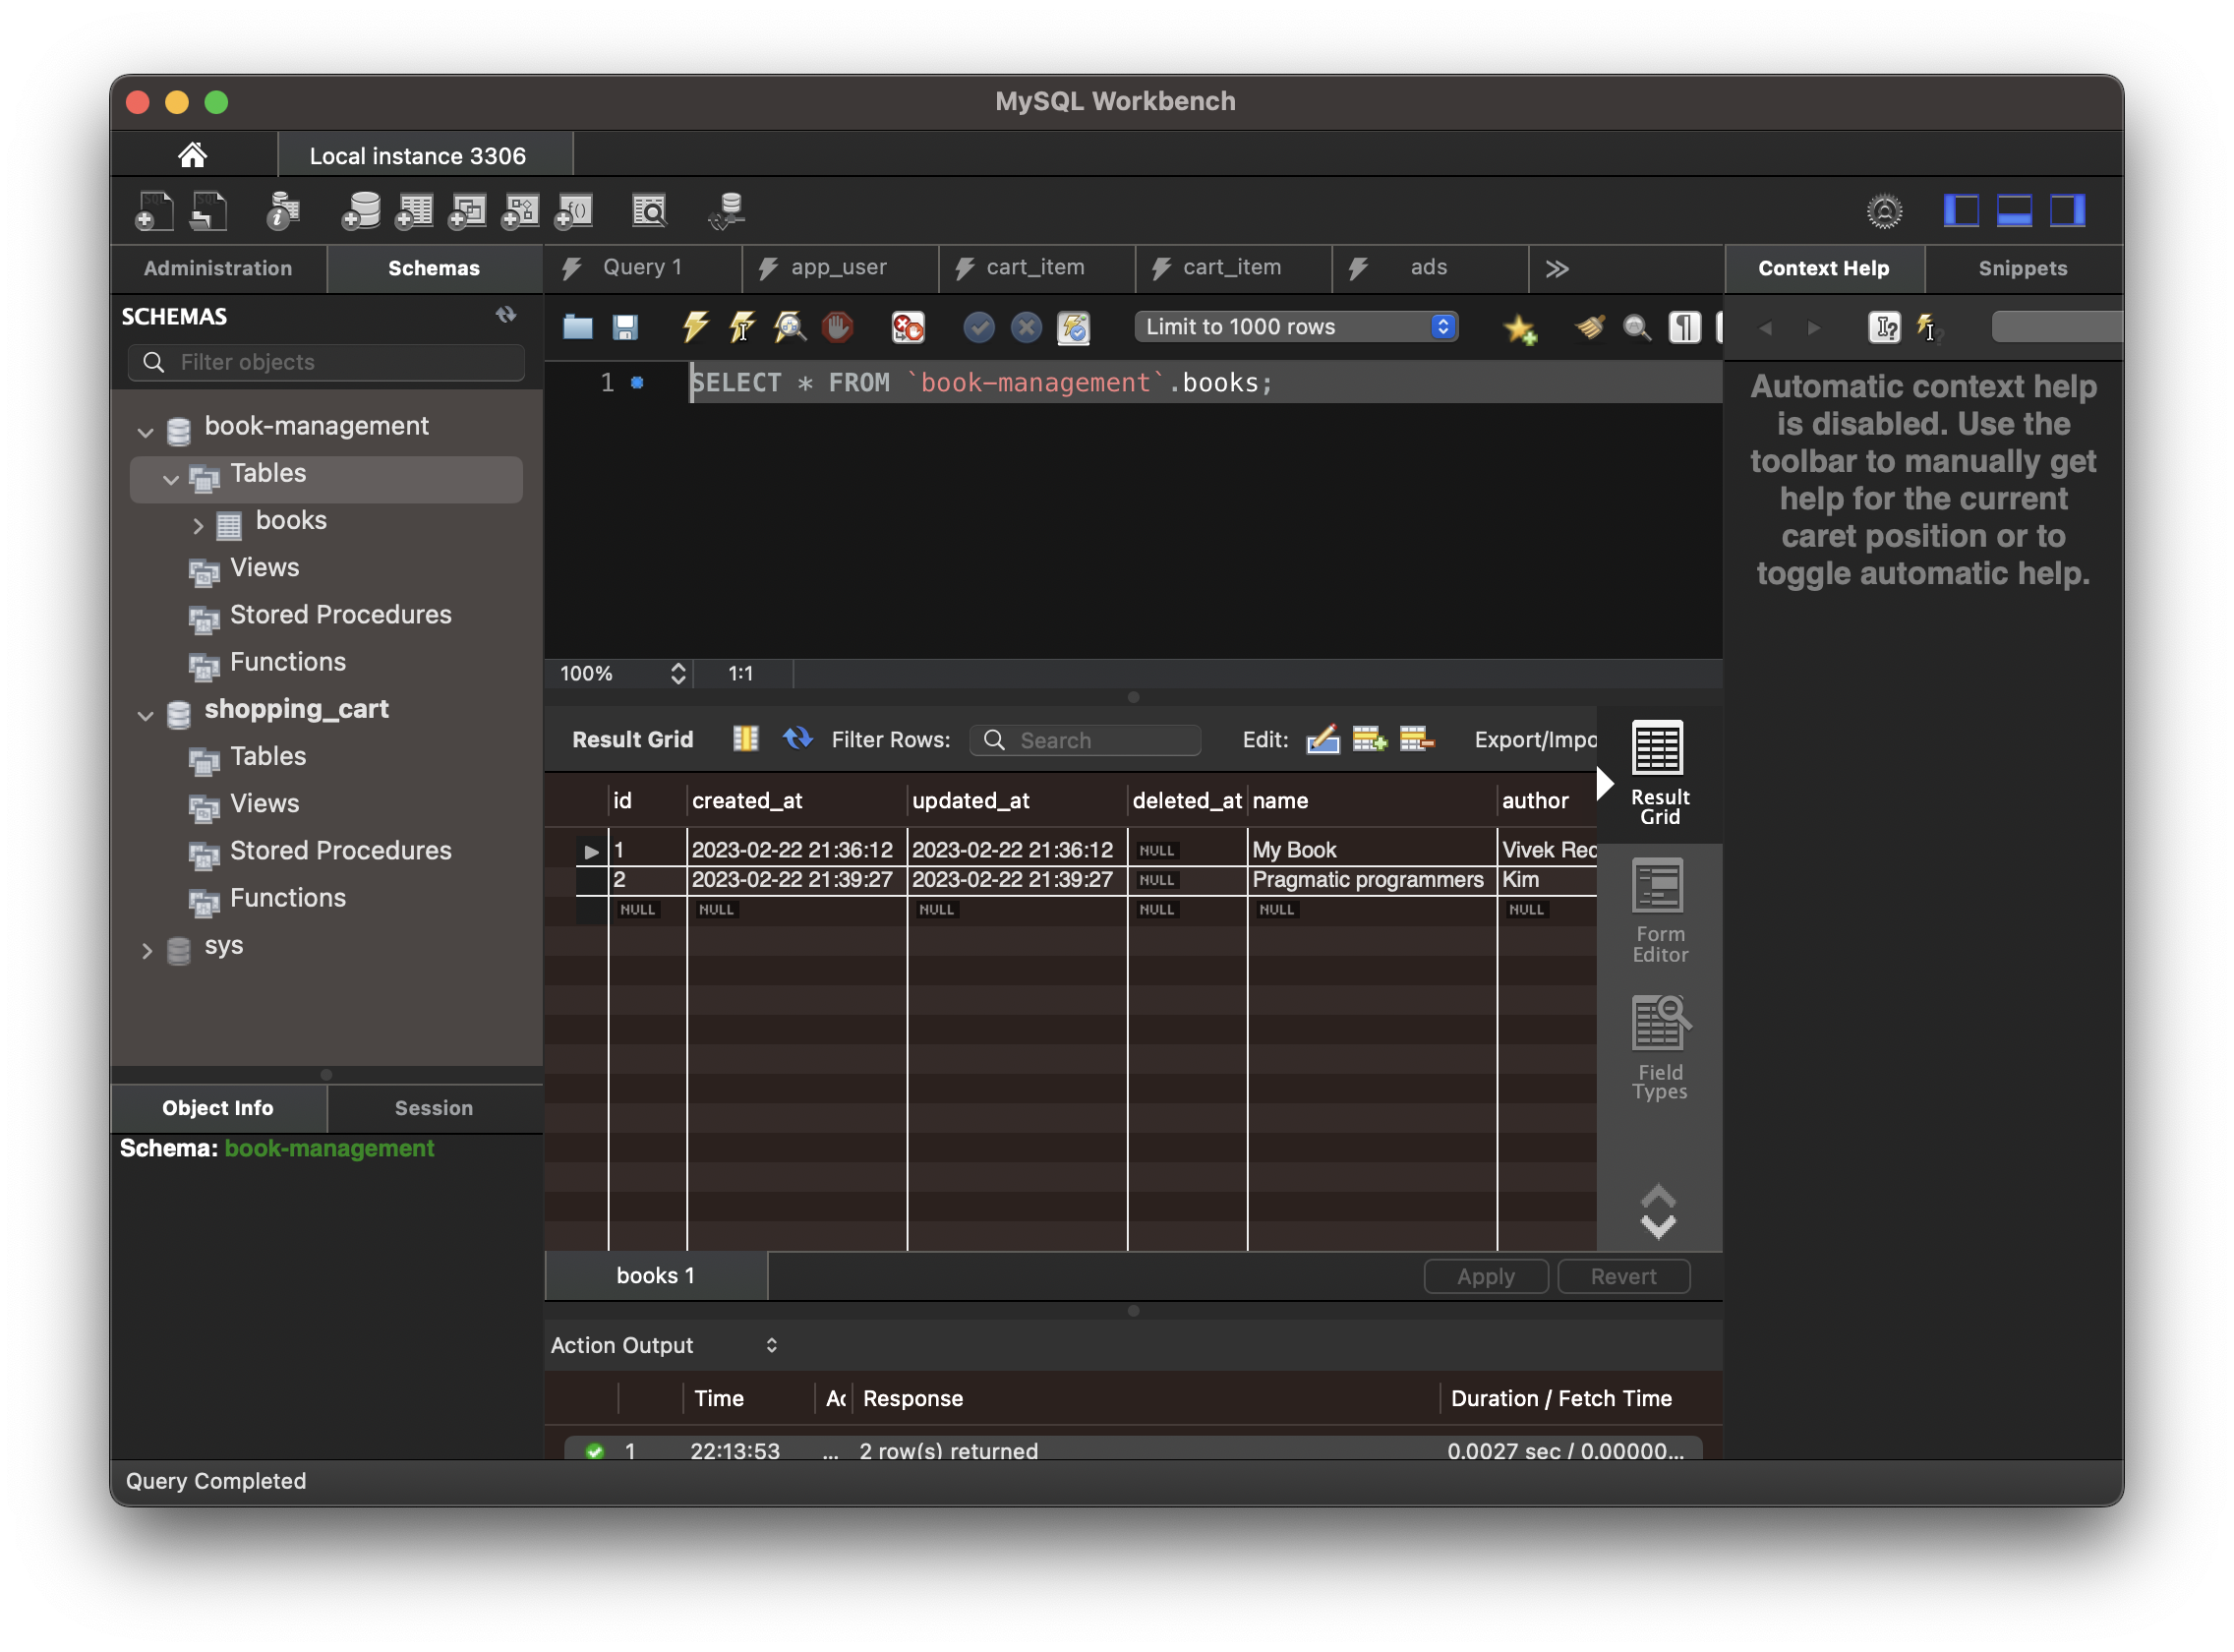 MySQL Workbench
Local instance 3306
Administration Schemas
Query 1 app_user cart_item cart_item ads
Context Help Snippets
SCHEMAS
Filter objects
Limit to 1000 rows
1 SELECT * FROM `book-management`.books;
Automatic context help
is disabled. Use the
toolbar to manually get
help for the current
caret position or to
toggle automatic help.
book-management
Tables
books
Views
Stored Procedures
Functions
shopping_cart
Tables
Views
Stored Procedures
Functions
sys
100% 1:1
Result Grid Filter Rows: Search Edit: Export/Impo
id created_at updated_at deleted_at name author
1 2023-02-22 21:36:12 2023-02-22 21:36:12 NULL My Book Vivek Rec
2 2023-02-22 21:39:27 2023-02-22 21:39:27 NULL Pragmatic programmers Kim
NULL NULL NULL NULL NULL NULL
Result
Grid
Form
Editor
Field
Types
Object Info Session
Schema: book-management
books 1 Apply Revert
Action Output
Time Ac Response Duration / Fetch Time
1 22:13:53 ... 2 row(s) returned 0.0027 sec / 0.00000...
Query Completed